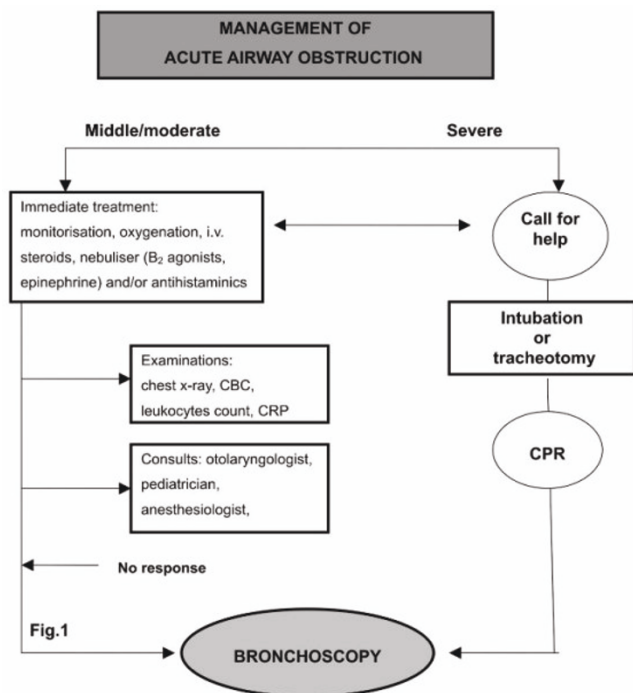 MANAGEMENT OF
ACUTE AIRWAY OBSTRUCTION
Middle/moderate
Severe
Immediate treatment:
monitorisation, oxygenation, i.v.
steroids, nebuliser (B₂ agonists,
epinephrine) and/or antihistaminics
Call for
help
Intubation
or
tracheotomy
Examinations:
chest x-ray, CBC,
leukocytes count, CRP
Consults: otolaryngologist,
pediatrician,
anesthesiologist,
CPR
No response
Fig.1
BRONCHOSCOPY